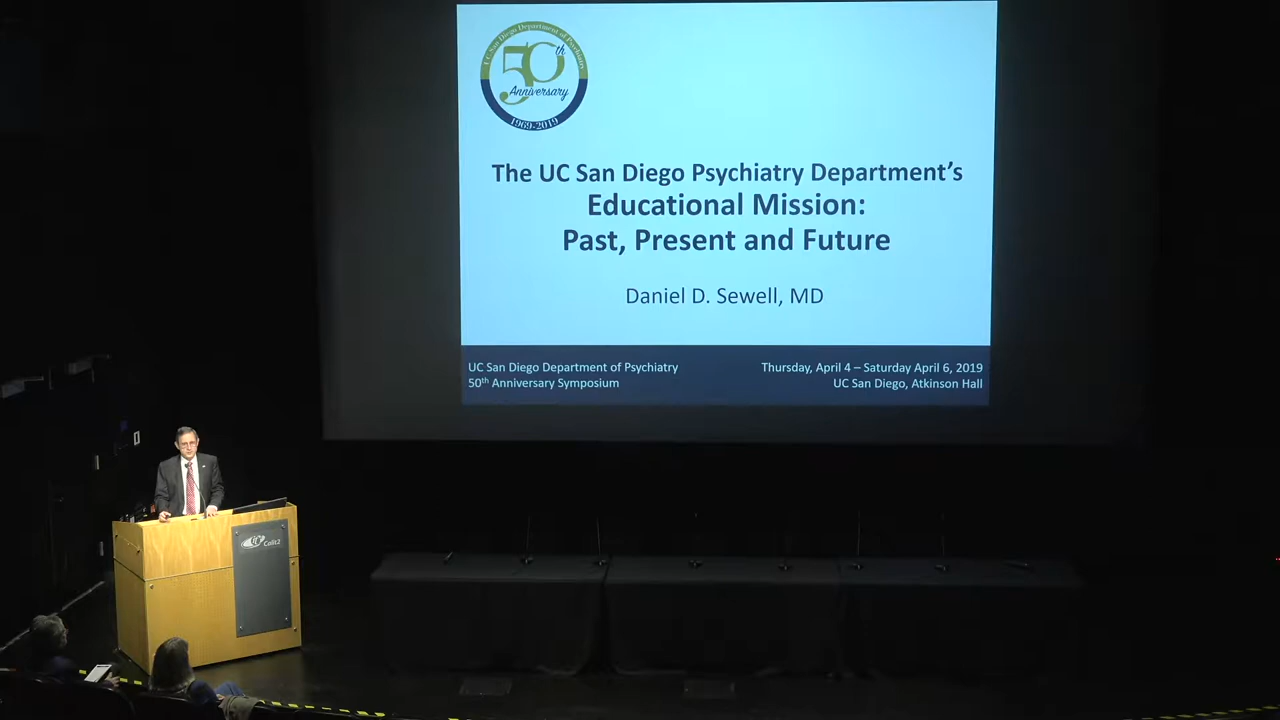 UC San Diego Department of Psychiatry
50th
Anniversary
1969-2019
The UC San Diego Psychiatry Department's
Educational Mission:
Past, Present and Future
Daniel D. Sewell, MD
UC San Diego Department of Psychiatry
50th Anniversary Symposium
Thursday, April 4 – Saturday April 6, 2019
UC San Diego, Atkinson Hall
Calit2